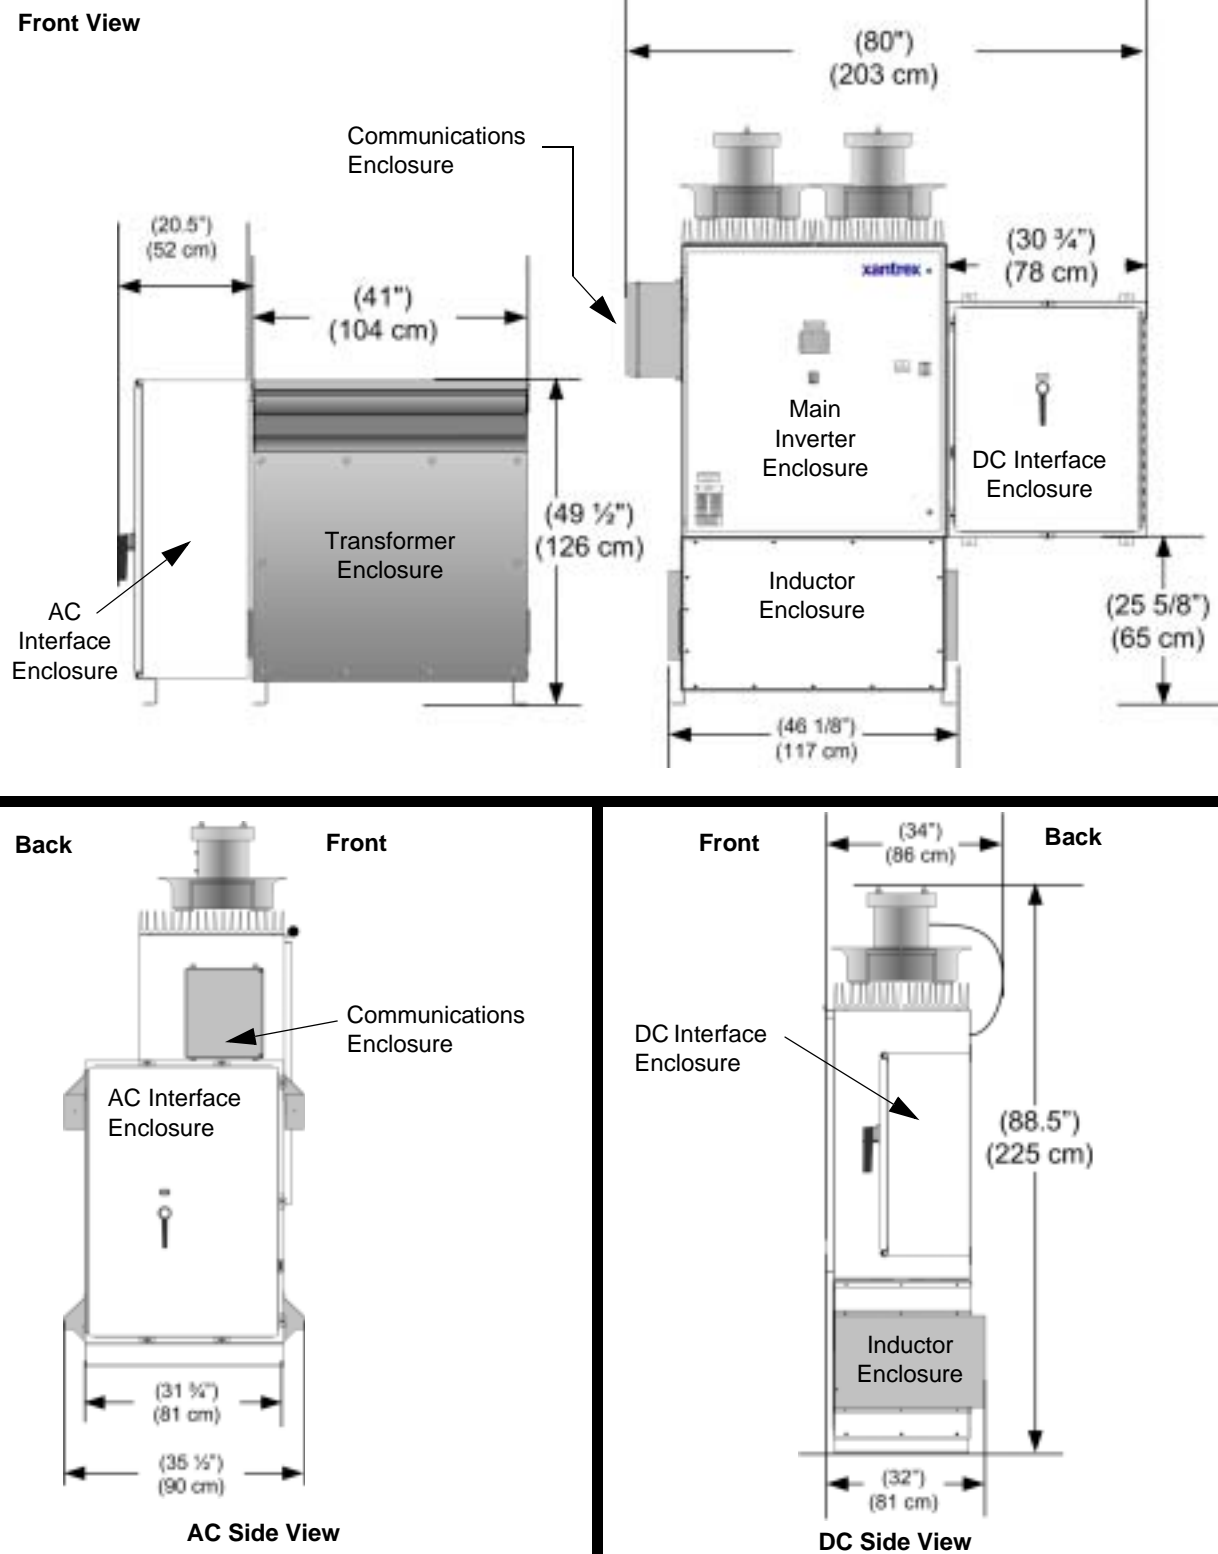 Front View
(80")
(203 cm)
Communications
Enclosure
(20.5")
(52 cm)
(41")
(104 cm)
(30 ¾")
(78 cm)
xantrex
Main
Inverter
Enclosure
DC Interface
Enclosure
(49 ½")
(126 cm)
Transformer
Enclosure
Inductor
Enclosure
AC
Interface
Enclosure
(25 5/8")
(65 cm)
(46 1/8")
(117 cm)
Back
Front
Communications
Enclosure
AC Interface
Enclosure
(31 ¾")
(81 cm)
(35 ½")
(90 cm)
AC Side View
Front
(34")
(86 cm)
Back
DC Interface
Enclosure
(88.5")
(225 cm)
Inductor
Enclosure
(32")
(81 cm)
DC Side View